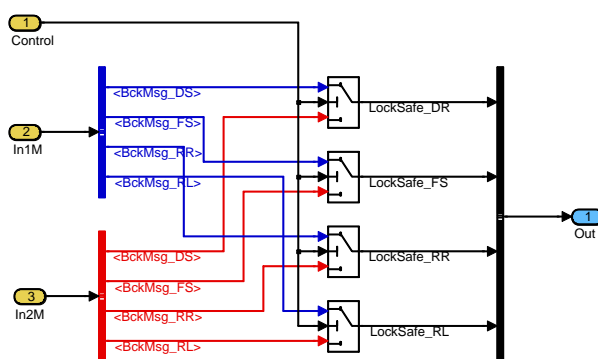 1
Control
<BckMsg_DS>
LockSafe_DR
<BckMsg_FS>
2
In1M
<BckMsg_RR>
<BckMsg_RL>
LockSafe_FS
1
Out
<BckMsg_DS>
LockSafe_RR
<BckMsg_FS>
3
In2M
<BckMsg_RR>
LockSafe_RL
<BckMsg_RL>